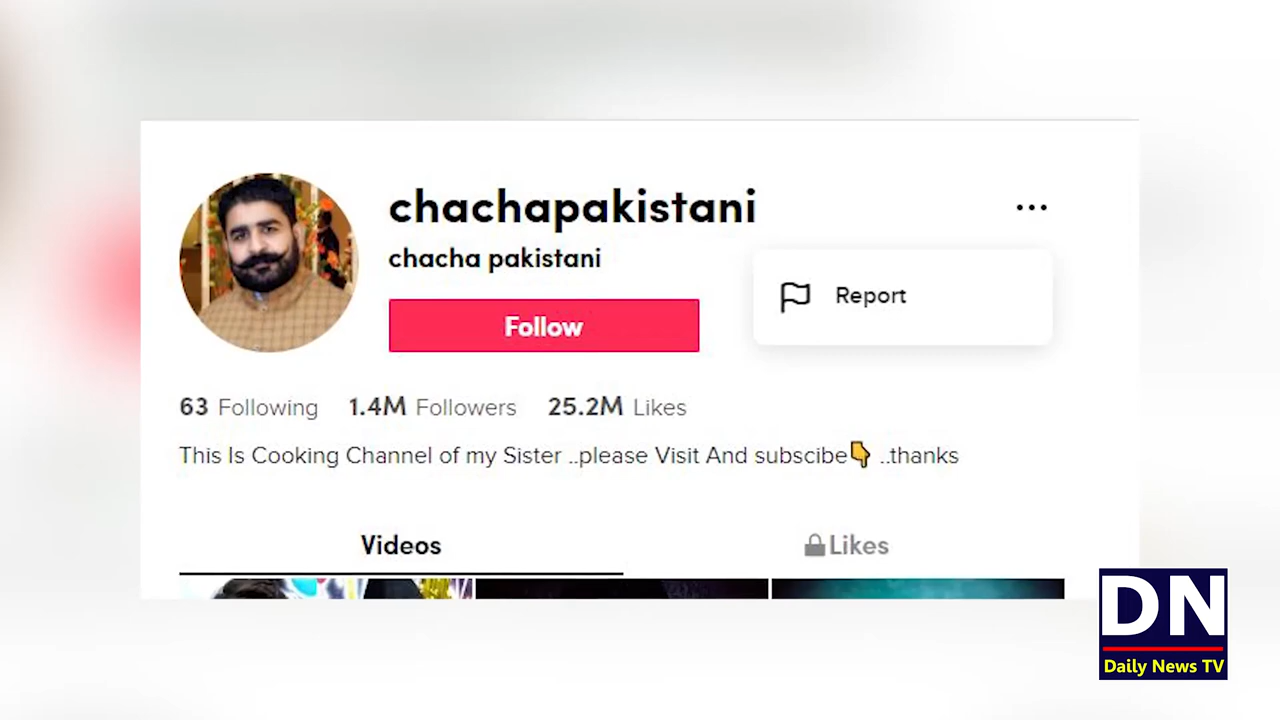 chachapakistani
chacha pakistani
Follow
Report
63 Following 1.4M Followers 25.2M Likes
This Is Cooking Channel of my Sister ..please Visit And subscibe👇 ..thanks
Videos
Likes
DN
Daily News TV